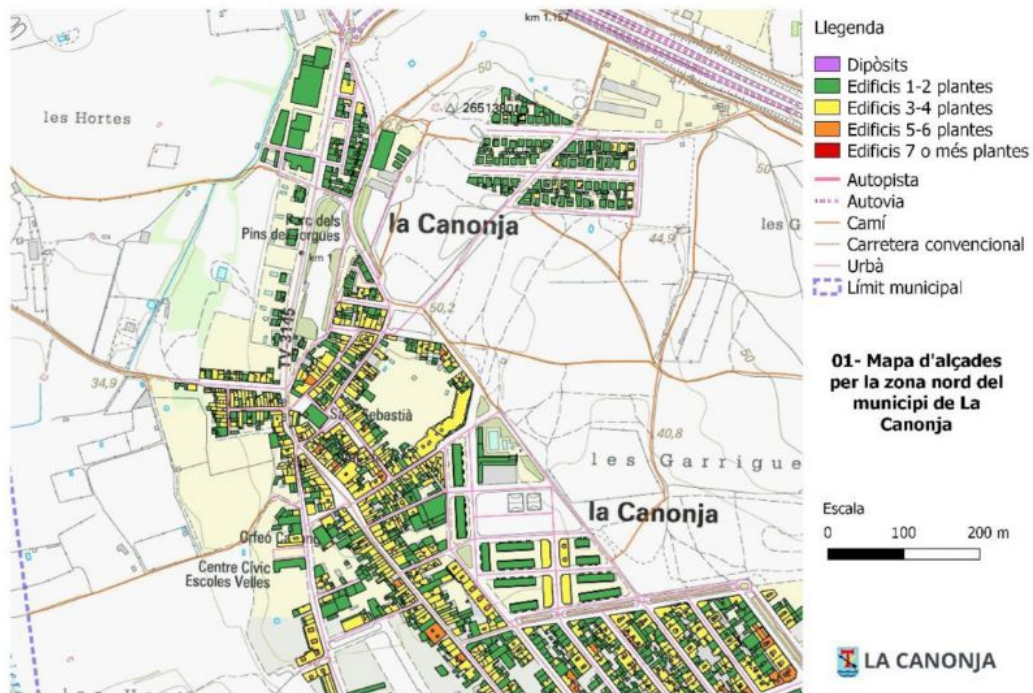 km 1.157
les Hortes
50
26513801
Parc dels
Pins de
km 1
la Canonja
44,9
les G
50,2
TV-3145
34,9
50
Sebastià
40,8
les Garrigue
la Canonja
Orfeó
Centre Cívic
Escoles Velles
Llegenda
Dipòsits
Edificis 1-2 plantes
Edificis 3-4 plantes
Edificis 5-6 plantes
Edificis 7 o més plantes
Autopista
Autovia
Camí
Carretera convencional
Urbà
Límit municipal
01- Mapa d'alçades
per la zona nord del
municipi de La
Canonja
Escala
0 100 200 m
LA CANONJA